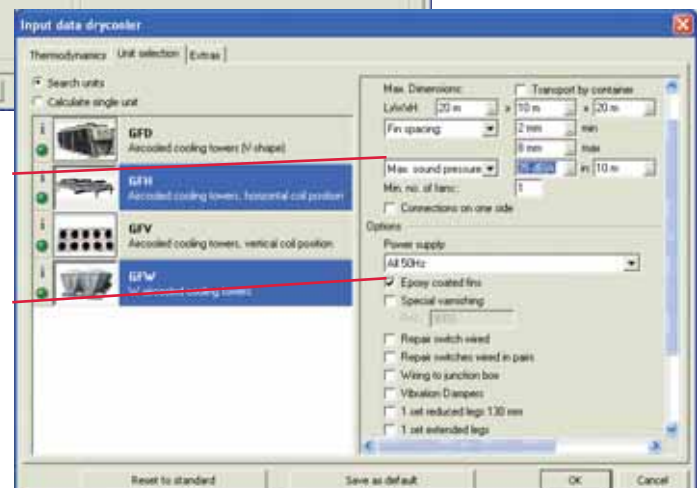 Input data drycooler
Thermodynamics Unit selection Extras
Search units
Calculate single unit
GFD
Aircooled cooling towers (V shape)
GFH
Aircooled cooling towers, horizontal coil position
GFV
Aircooled cooling towers, vertical coil position
GFW
Max. Dimensions: Transport by container
LxWxH: 20 m x 10 m x 20 m
Fin spacing: 2 mm min
8 mm max
Max. sound pressure in 10 m
Min. no. of fans: 1
Connections on one side
Options
Power supply
All 50Hz
Epoxy coated fins
Special varnishing
Repair switch wired
Repair switches wired in pairs
Wiring to junction box
Vibration Dampers
1 set reduced legs 130 mm
1 set extended legs
Reset to standard Save as default OK Cancel